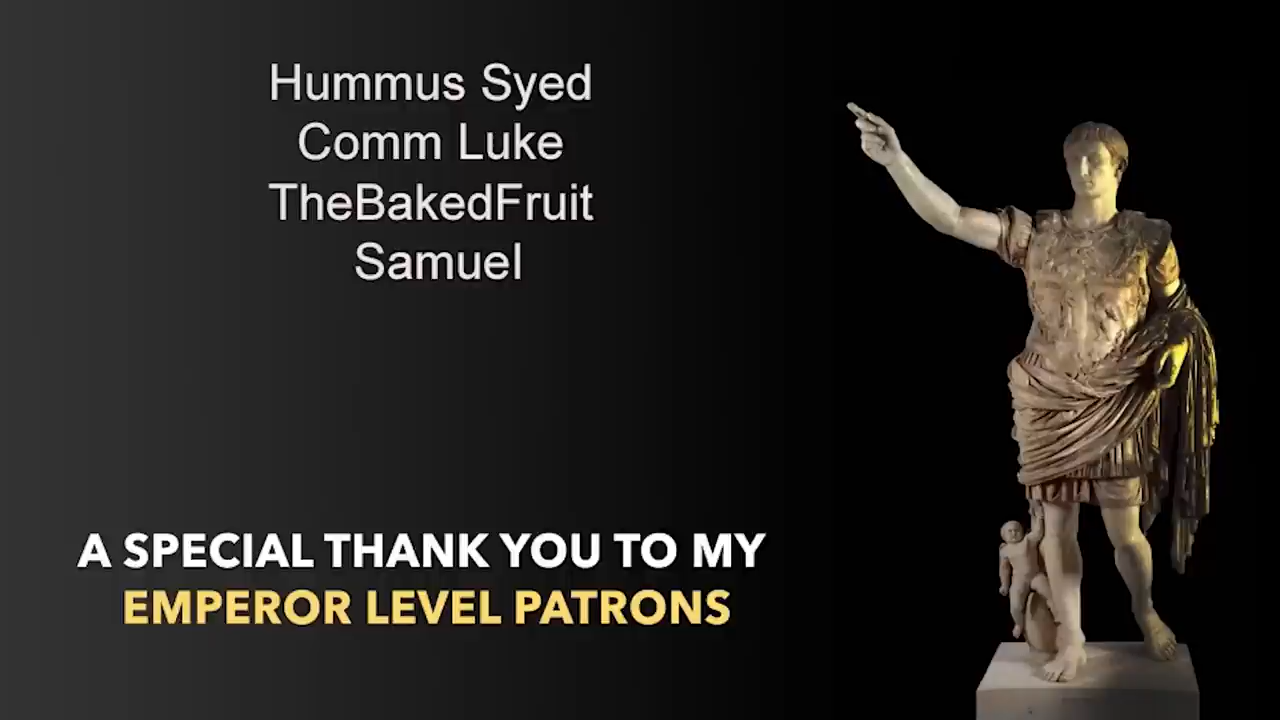 Hummus Syed
Comm Luke
TheBakedFruit
Samuel
A SPECIAL THANK YOU TO MY
EMPEROR LEVEL PATRONS